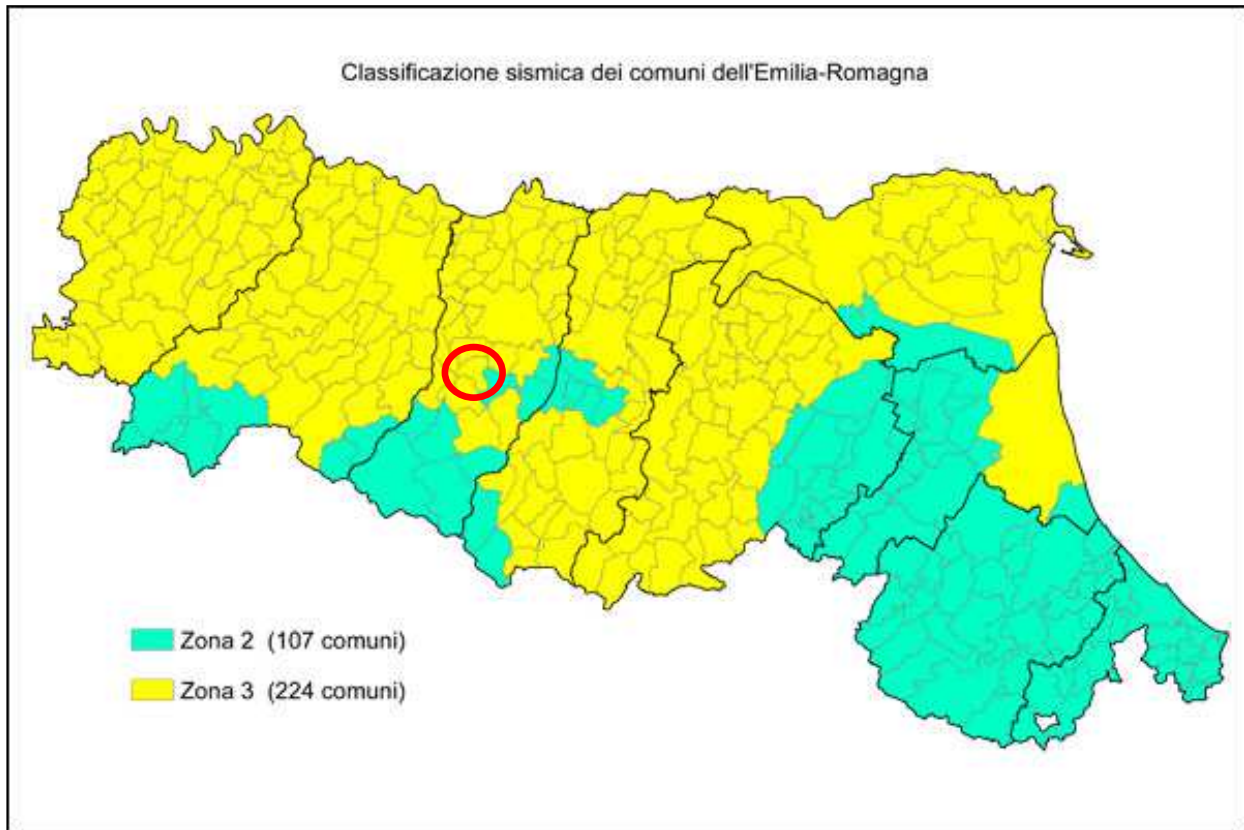 Classificazione sismica dei comuni dell'Emilia-Romagna
Zona 2 (107 comuni)
Zona 3 (224 comuni)